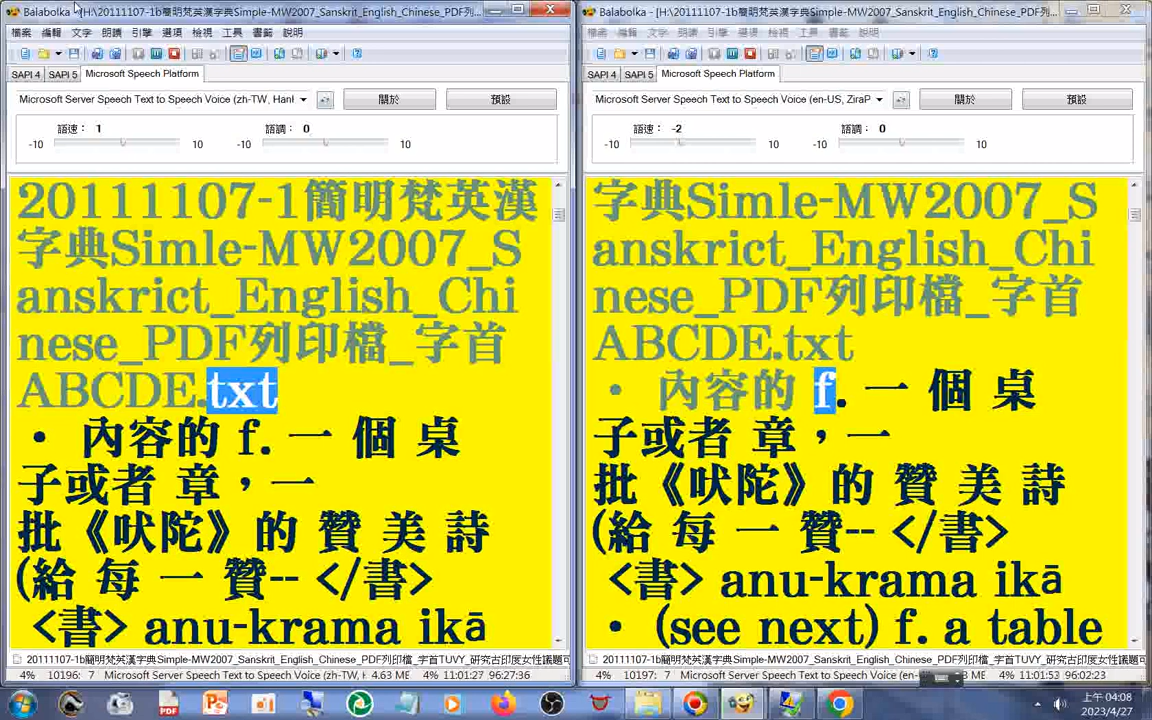 Balabolka - [H:\20111107-1b簡明梵英漢字典Simple-MW2007_Sanskrit_English_Chinese_PDF列...
檔案 編輯 文字 朗讀 引擎 選項 檢視 工具 書籤 說明
SAPI 4 SAPI 5 Microsoft Speech Platform
Microsoft Server Speech Text to Speech Voice (zh-TW, Hanl
關於 預設
語速: 1 語調: 0
-10 10 -10 10
20111107-1簡明梵英漢
字典Simle-MW2007_S
anskrict_English_Chi
nese_PDF列印檔_字首
ABCDE.txt
• 內容的 f. 一 個 桌
子或者 章，一
批《吠陀》的 贊 美 詩
(給 每 一 贊-- </書>
<書> anu-krama ikā
20111107-1b簡明梵英漢字典Simple-MW2007_Sanskrit_English_Chinese_PDF列印檔_字首TUVY_研究古印度女性議題可
4% 10196: 7 Microsoft Server Speech Text to Speech Voice (zh-TW, H 4.63 ME 4% 11:01:27 96:27:36
Balabolka - [H:\20111107-1b簡明梵英漢字典Simple-MW2007_Sanskrit_English_Chinese_PDF列...
檔案 編輯 文字 朗讀 引擎 選項 檢視 工具 書籤 說明
SAPI 4 SAPI 5 Microsoft Speech Platform
Microsoft Server Speech Text to Speech Voice (en-US, ZiraP
關於 預設
語速: -2 語調: 0
-10 10 -10 10
字典Simle-MW2007_S
anskrict_English_Chi
nese_PDF列印檔_字首
ABCDE.txt
• 內容的 f. 一 個 桌
子或者 章，一
批《吠陀》的 贊 美 詩
(給 每 一 贊-- </書>
<書> anu-krama ikā
• (see next) f. a table
20111107-1b簡明梵英漢字典Simple-MW2007_Sanskrit_English_Chinese_PDF列印檔_字首TUVY_研究古印度女性議題可
4% 10197: 7 Microsoft Server Speech Text to Speech Voice 4% 11:01:53 96:02:23
PDF
上午 04:08
2023/4/27